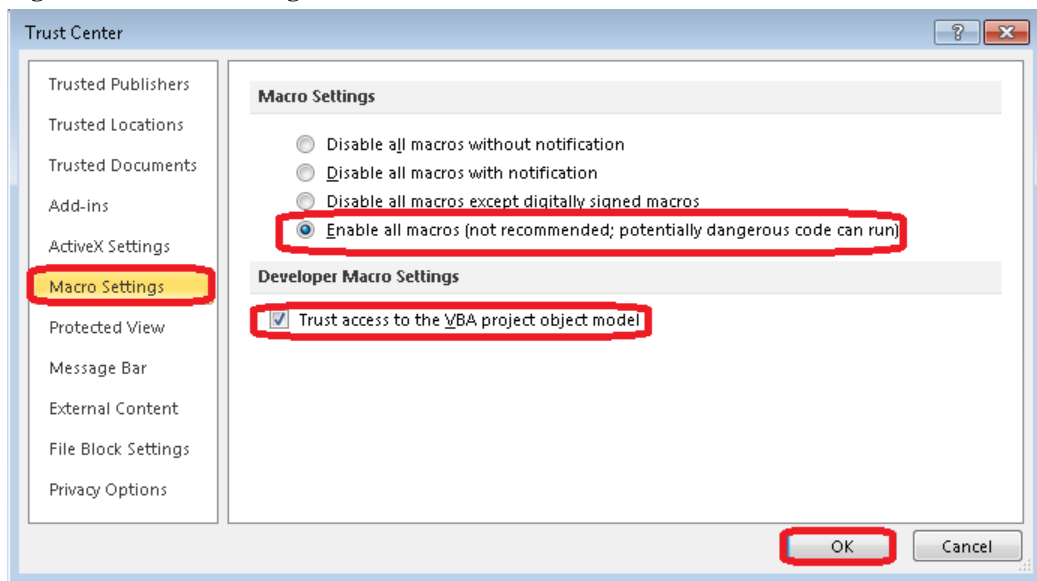 Trust Center
Trusted Publishers
Trusted Locations
Trusted Documents
Add-ins
ActiveX Settings
Macro Settings
Protected View
Message Bar
External Content
File Block Settings
Privacy Options
Macro Settings
Disable all macros without notification
Disable all macros with notification
Disable all macros except digitally signed macros
Enable all macros (not recommended; potentially dangerous code can run)
Developer Macro Settings
Trust access to the VBA project object model
OK
Cancel